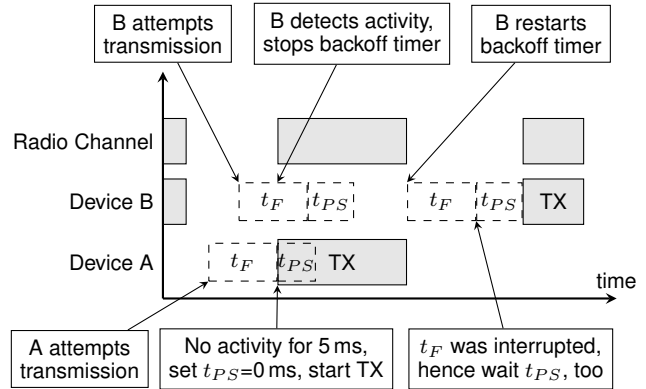 B attempts
transmission
B detects activity,
stops backoff timer
B restarts
backoff timer
Radio Channel
Device B
t_F
t_PS
t_F
t_PS
TX
Device A
t_F
t_PS
TX
time
A attempts
transmission
No activity for 5 ms,
set t_PS=0 ms, start TX
t_F was interrupted,
hence wait t_PS, too